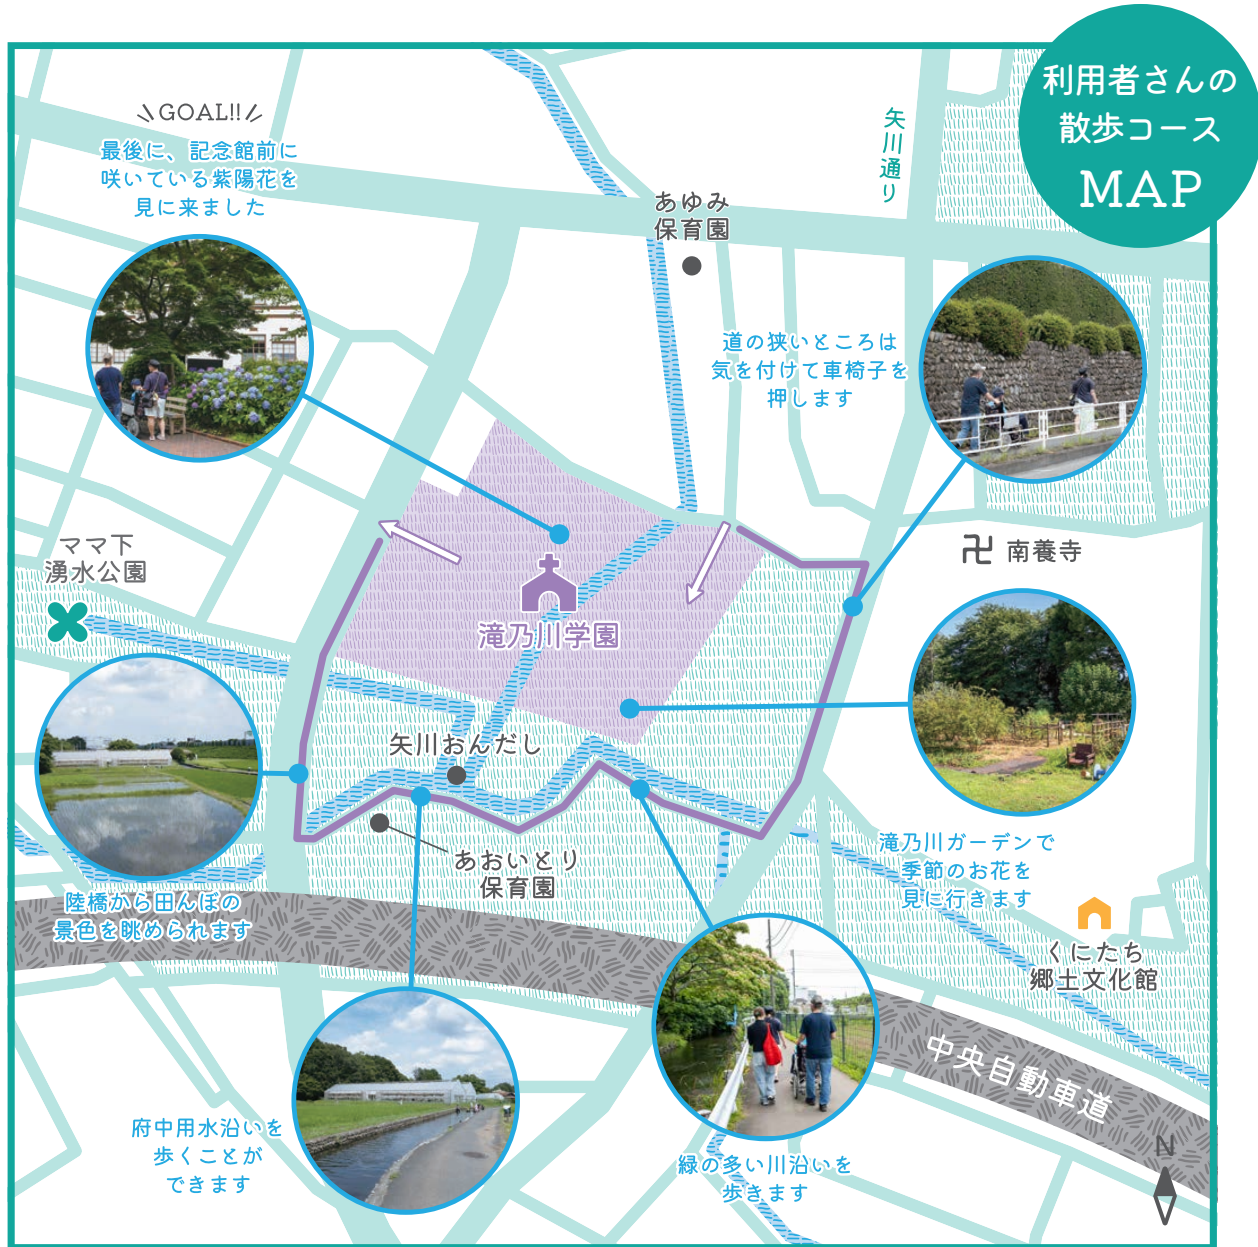 利用者さんの
散歩コース
MAP
GOAL!!
最後に、記念館前に
咲いている紫陽花を
見に来ました
矢川通り
あゆみ
保育園
道の狭いところは
気を付けて車椅子を
押します
ママ下
湧水公園
卍 南養寺
滝乃川学園
矢川おんだし
あおいとり
保育園
滝乃川ガーデンで
季節のお花を
見に行きます
陸橋から田んぼの
景色を眺められます
くにたち
郷土文化館
中央自動車道
府中用水沿いを
歩くことが
できます
緑の多い川沿いを
歩きます
N